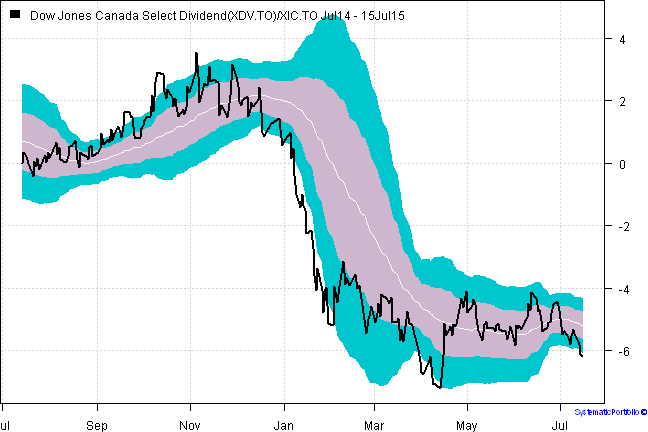 Dow Jones Canada Select Dividend(XDV.TO)/XIC.TO Jul14 - 15Jul15
4
2
0
-2
-4
-6
ul Sep Nov Jan Mar May Jul
SystematicPortfolio ©